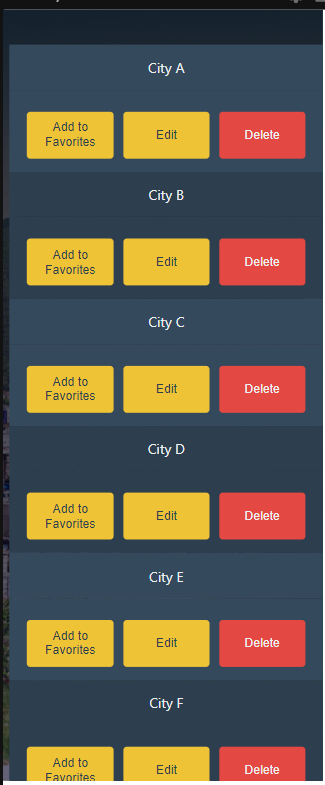 City A
Add to
Favorites
Edit
Delete
City B
Add to
Favorites
Edit
Delete
City C
Add to
Favorites
Edit
Delete
City D
Add to
Favorites
Edit
Delete
City E
Add to
Favorites
Edit
Delete
City F
Add to
Favorites
Edit
Delete